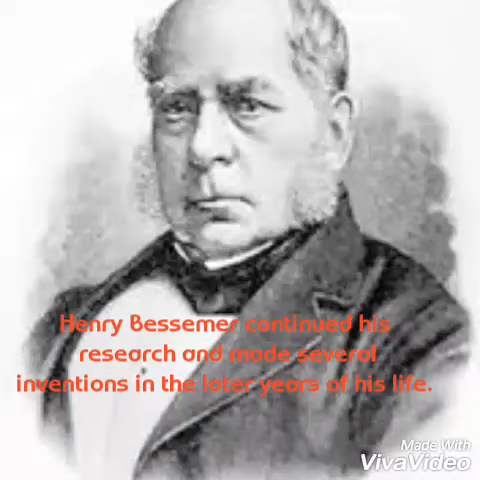 Henry Bessemer continued his
research and made several
inventions in the later years of his life.
Made With
VivaVideo